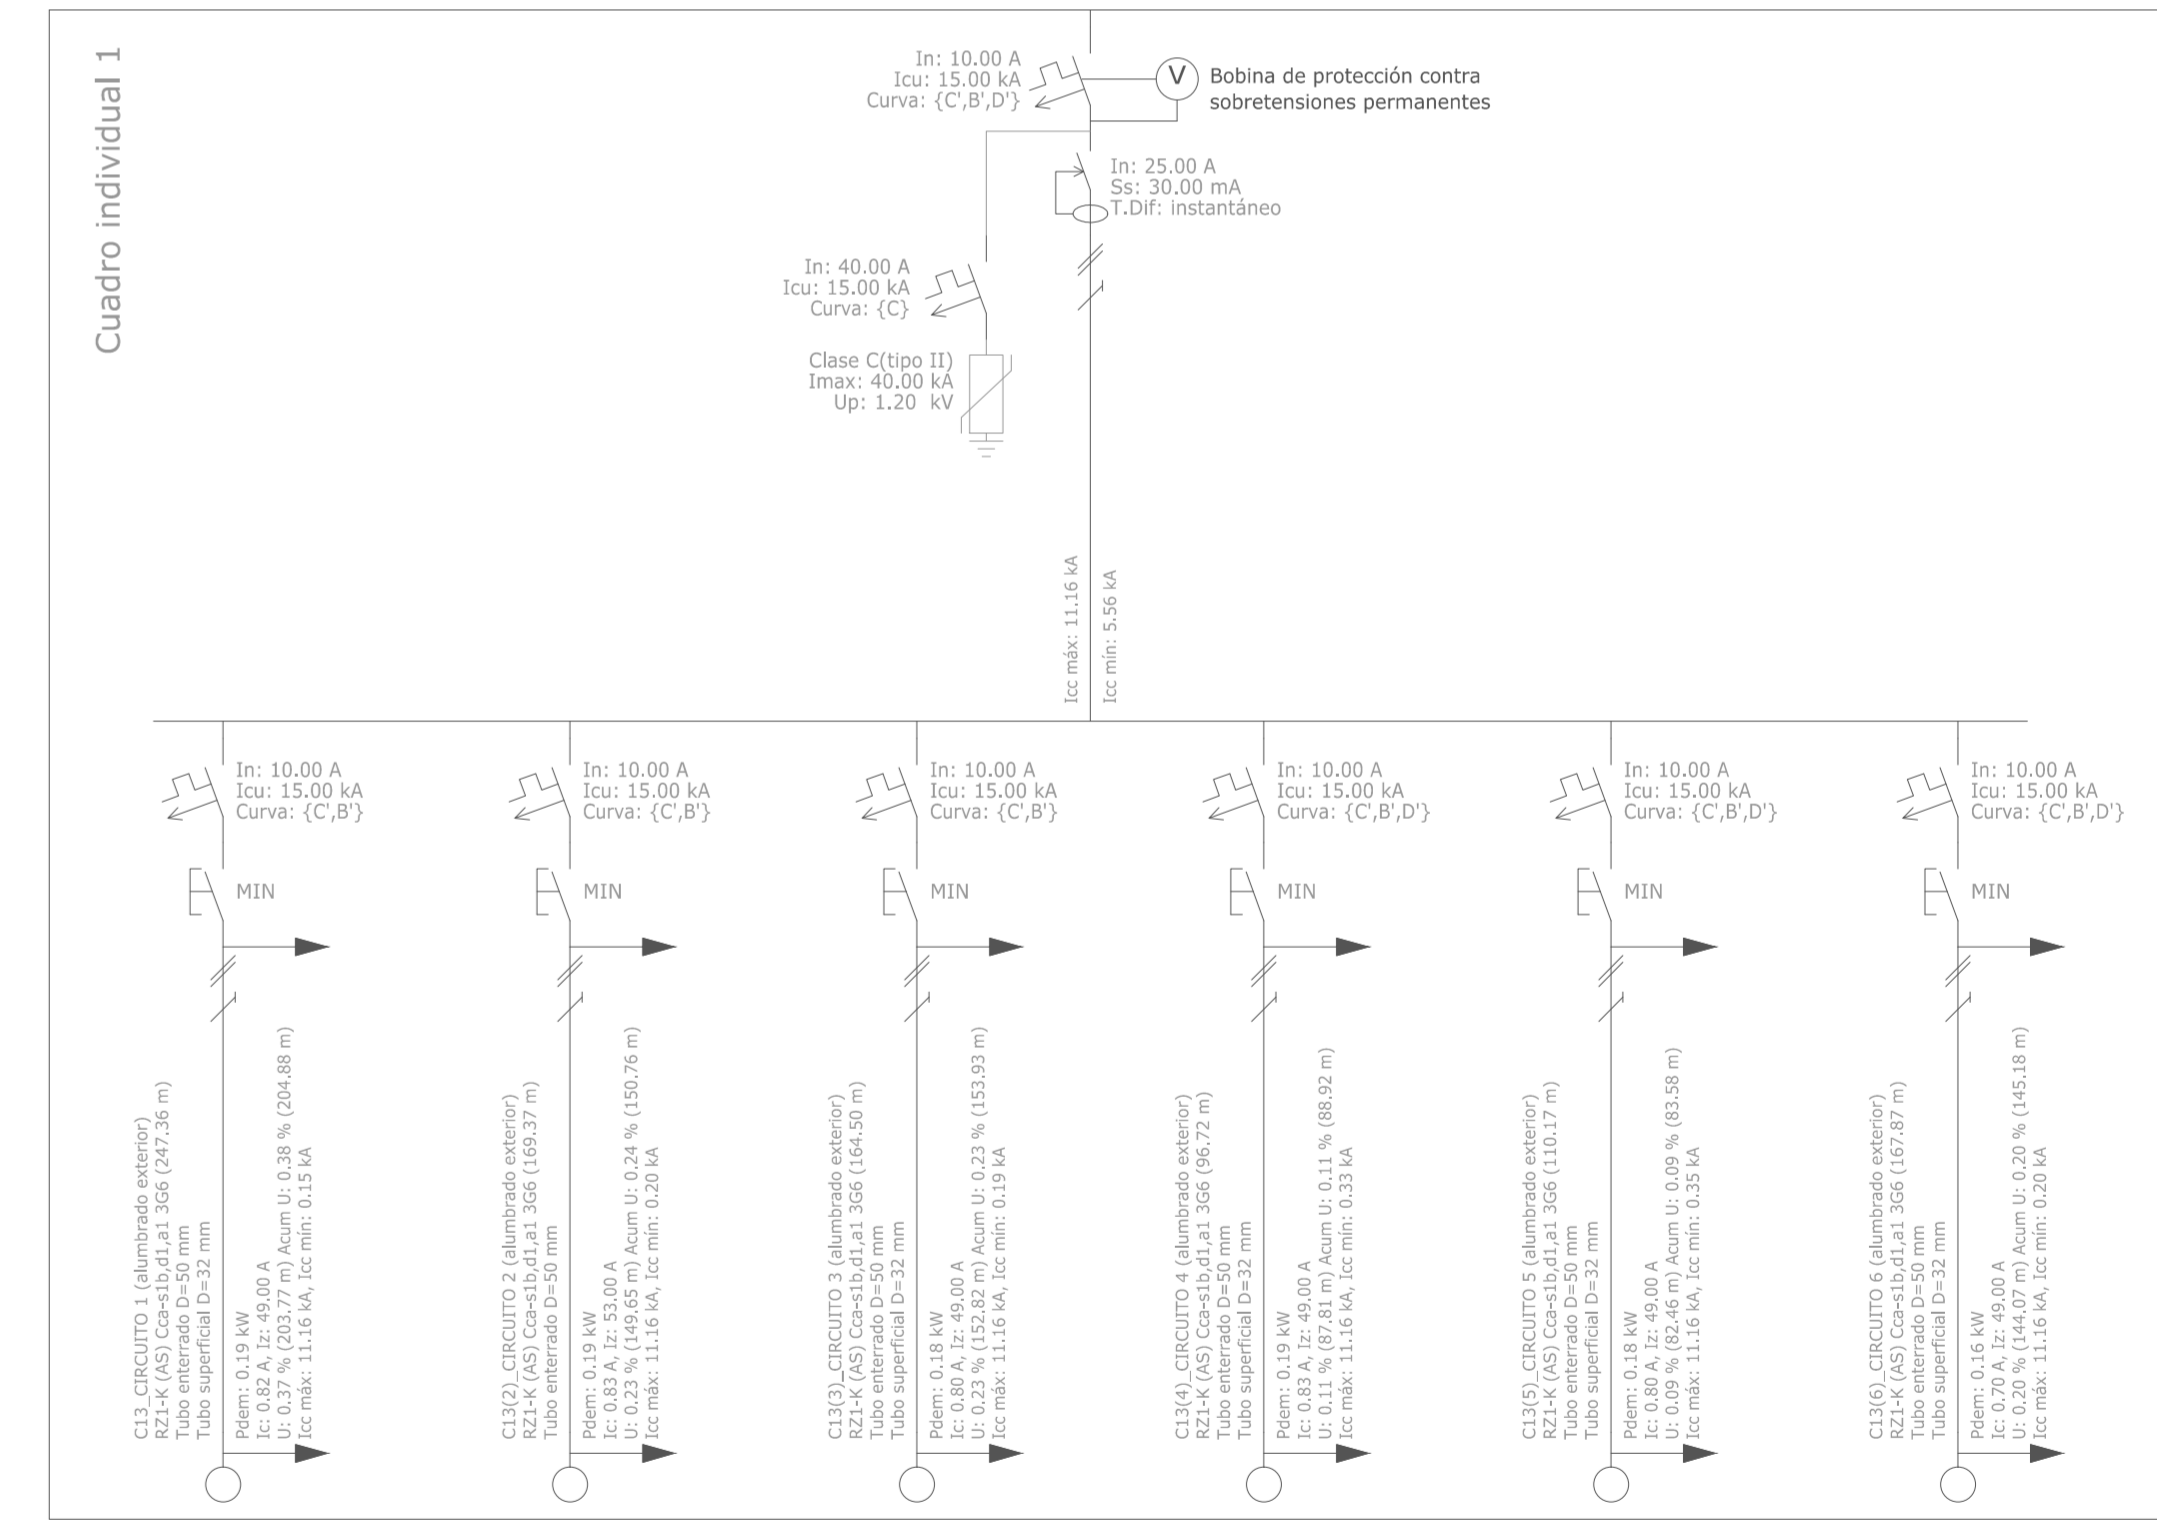 Cuadro individual 1
In: 10.00 A
Icu: 15.00 kA
Curva: {C',B',D'}
V
Bobina de protección contra
sobretensiones permanentes
In: 25.00 A
Ss: 30.00 mA
T.Dif: instantáneo
In: 40.00 A
Icu: 15.00 kA
Curva: {C}
Clase C(tipo II)
Imax: 40.00 kA
Up: 1.20 kV
Icc máx: 11.16 kA
Icc mín: 5.56 kA
In: 10.00 A
Icu: 15.00 kA
Curva: {C',B'}
MIN
C13_CIRCUITO 1 (alumbrado exterior)
RZ1-K (AS) Cca-s1b,d1,a1 3G6 (247.36 m)
Tubo enterrado D=50 mm
Tubo superficial D=32 mm
Pdem: 0.19 kW
Ic: 0.82 A, Iz: 49.00 A
U: 0.37 % (203.77 m) Acum U: 0.38 % (204.88 m)
Icc máx: 11.16 kA, Icc mín: 0.15 kA
In: 10.00 A
Icu: 15.00 kA
Curva: {C',B'}
MIN
C13(2)_CIRCUITO 2 (alumbrado exterior)
RZ1-K (AS) Cca-s1b,d1,a1 3G6 (169.37 m)
Tubo enterrado D=50 mm
Pdem: 0.19 kW
Ic: 0.83 A, Iz: 53.00 A
U: 0.23 % (149.65 m) Acum U: 0.24 % (150.76 m)
Icc máx: 11.16 kA, Icc mín: 0.20 kA
In: 10.00 A
Icu: 15.00 kA
Curva: {C',B'}
MIN
C13(3)_CIRCUITO 3 (alumbrado exterior)
RZ1-K (AS) Cca-s1b,d1,a1 3G6 (164.50 m)
Tubo enterrado D=50 mm
Tubo superficial D=32 mm
Pdem: 0.18 kW
Ic: 0.80 A, Iz: 49.00 A
U: 0.23 % (152.82 m) Acum U: 0.23 % (153.93 m)
Icc máx: 11.16 kA, Icc mín: 0.19 kA
In: 10.00 A
Icu: 15.00 kA
Curva: {C',B',D'}
MIN
C13(4)_CIRCUITO 4 (alumbrado exterior)
RZ1-K (AS) Cca-s1b,d1,a1 3G6 (96.72 m)
Tubo enterrado D=50 mm
Tubo superficial D=32 mm
Pdem: 0.19 kW
Ic: 0.83 A, Iz: 49.00 A
U: 0.11 % (87.81 m) Acum U: 0.11 % (88.92 m)
Icc máx: 11.16 kA, Icc mín: 0.33 kA
In: 10.00 A
Icu: 15.00 kA
Curva: {C',B',D'}
MIN
C13(5)_CIRCUITO 5 (alumbrado exterior)
RZ1-K (AS) Cca-s1b,d1,a1 3G6 (110.17 m)
Tubo enterrado D=50 mm
Tubo superficial D=32 mm
Pdem: 0.18 kW
Ic: 0.80 A, Iz: 49.00 A
U: 0.09 % (82.46 m) Acum U: 0.09 % (83.58 m)
Icc máx: 11.16 kA, Icc mín: 0.35 kA
In: 10.00 A
Icu: 15.00 kA
Curva: {C',B',D'}
MIN
C13(6)_CIRCUITO 6 (alumbrado exterior)
RZ1-K (AS) Cca-s1b,d1,a1 3G6 (167.87 m)
Tubo enterrado D=50 mm
Tubo superficial D=32 mm
Pdem: 0.16 kW
Ic: 0.70 A, Iz: 49.00 A
U: 0.20 % (144.07 m) Acum U: 0.20 % (145.18 m)
Icc máx: 11.16 kA, Icc mín: 0.20 kA